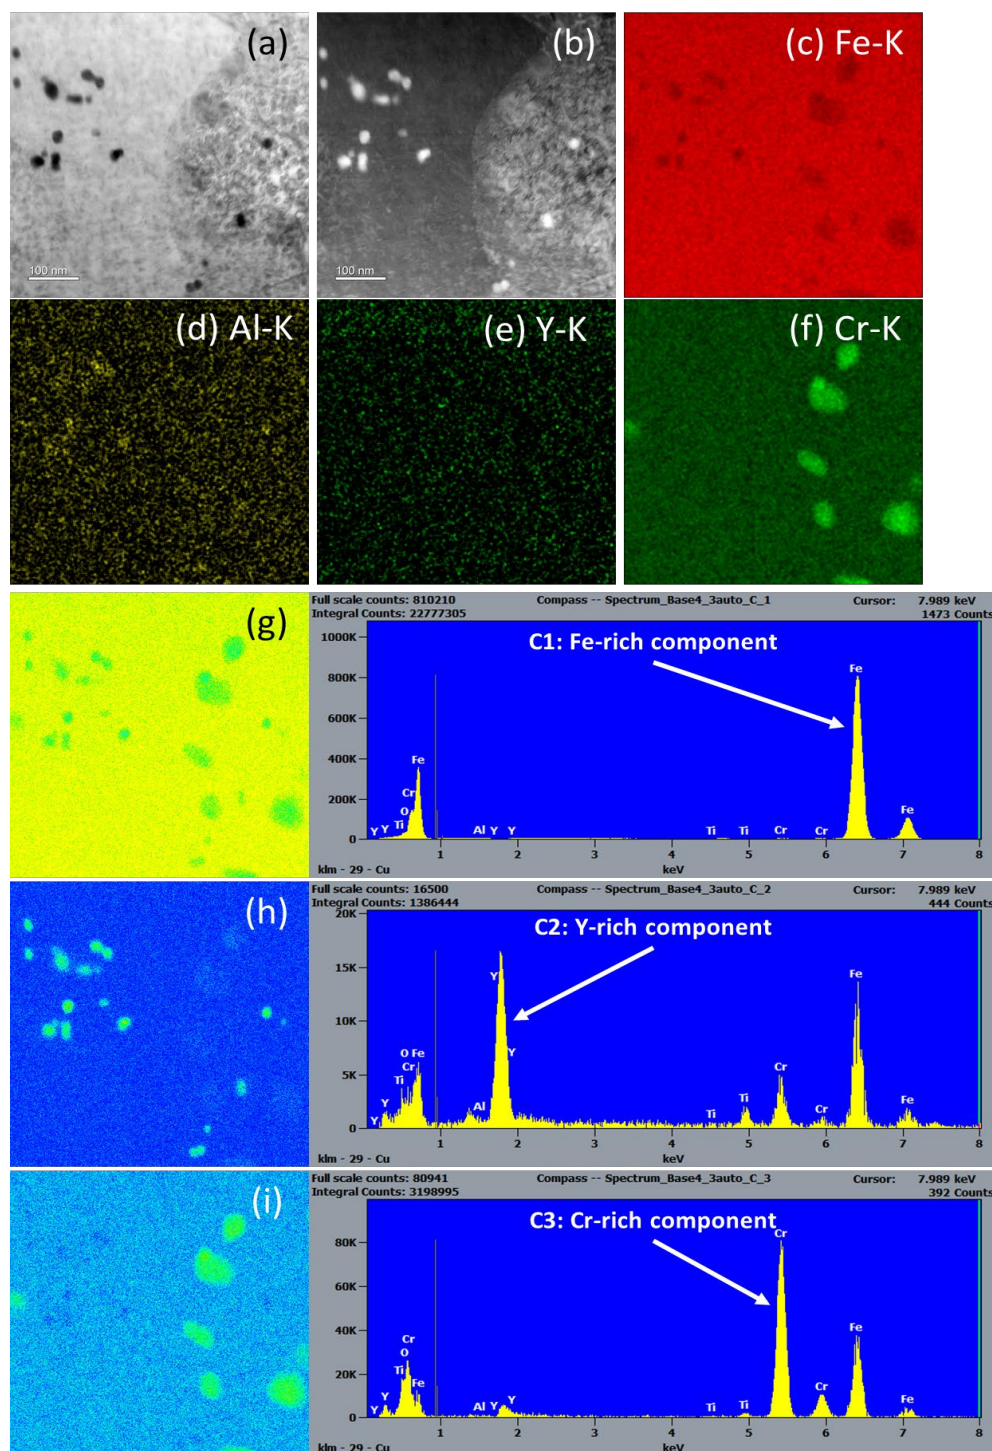 (a)
(b)
(c) Fe-K
100 nm
100 nm
(d) Al-K
(e) Y-K
(f) Cr-K
(g)
Full scale counts: 810210
Compass -- Spectrum_Base4_3auto_C_1
Cursor: 7.989 keV
Integral Counts: 22777305
1473 Counts
1000K
C1: Fe-rich component
800K
Fe
600K
400K
Fe
Cr
200K
O
Fe
Y Y Ti
Al Y Y
Ti Ti Cr Cr
0
1 2 3 4 5 6 7 8
klm - 29 - Cu
keV
(h)
Full scale counts: 16500
Compass -- Spectrum_Base4_3auto_C_2
Cursor: 7.989 keV
Integral Counts: 1386444
444 Counts
20K
C2: Y-rich component
15K
Y
Fe
10K
O Fe
Y
Cr
Cr
5K
Ti
Ti
Y Y
Al
Ti
Cr
Fe
0
1 2 3 4 5 6 7 8
klm - 29 - Cu
keV
(i)
Full scale counts: 80941
Compass -- Spectrum_Base4_3auto_C_3
Cursor: 7.989 keV
Integral Counts: 3198995
392 Counts
C3: Cr-rich component
80K
Cr
60K
40K
Fe
Cr
O
20K
Ti
Fe
Cr
Y Y
Al Y Y
Ti Ti
Fe
0
1 2 3 4 5 6 7 8
klm - 29 - Cu
keV